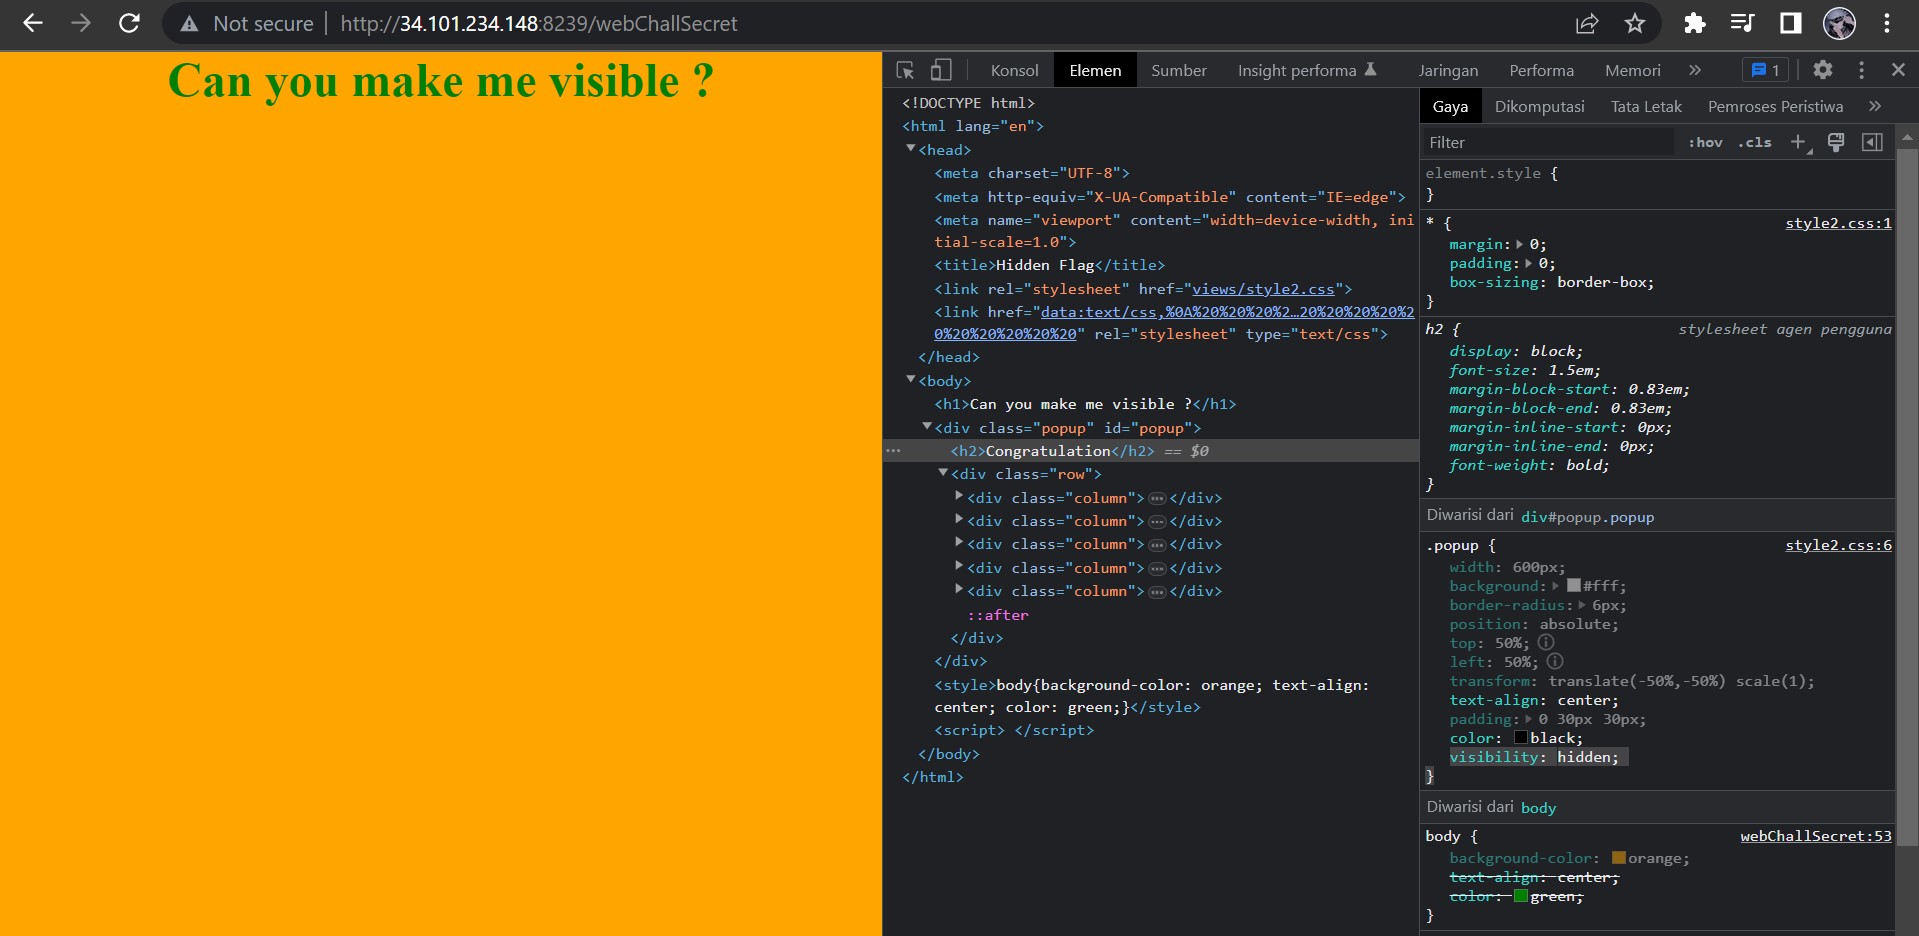 Not secure | http://34.101.234.148:8239/webChallSecret
Can you make me visible ?
Konsol Elemen Sumber Insight performa Jaringan Performa Memori » 1
<!DOCTYPE html>
<html lang="en">
<head>
<meta charset="UTF-8">
<meta http-equiv="X-UA-Compatible" content="IE=edge">
<meta name="viewport" content="width=device-width, ini
tial-scale=1.0">
<title>Hidden Flag</title>
<link rel="stylesheet" href="views/style2.css">
<link href="data:text/css,%0A%20%20%20%2…20%20%20%20%2
0%20%20%20%20%20" rel="stylesheet" type="text/css">
</head>
<body>
<h1>Can you make me visible ?</h1>
<div class="popup" id="popup">
<h2>Congratulation</h2> == $0
<div class="row">
<div class="column">…</div>
<div class="column">…</div>
<div class="column">…</div>
<div class="column">…</div>
<div class="column">…</div>
::after
</div>
</div>
<style>body{background-color: orange; text-align:
center; color: green;}</style>
<script> </script>
</body>
</html>
Gaya Dikomputasi Tata Letak Pemroses Peristiwa »
Filter :hov .cls +
element.style {
}
* { style2.css:1
margin: 0;
padding: 0;
box-sizing: border-box;
}
h2 { stylesheet agen pengguna
display: block;
font-size: 1.5em;
margin-block-start: 0.83em;
margin-block-end: 0.83em;
margin-inline-start: 0px;
margin-inline-end: 0px;
font-weight: bold;
}
Diwarisi dari div#popup.popup
.popup { style2.css:6
width: 600px;
background: #fff;
border-radius: 6px;
position: absolute;
top: 50%;
left: 50%;
transform: translate(-50%,-50%) scale(1);
text-align: center;
padding: 0 30px 30px;
color: black;
visibility: hidden;
}
Diwarisi dari body
body { webChallSecret:53
background-color: orange;
text-align: center;
color: green;
}